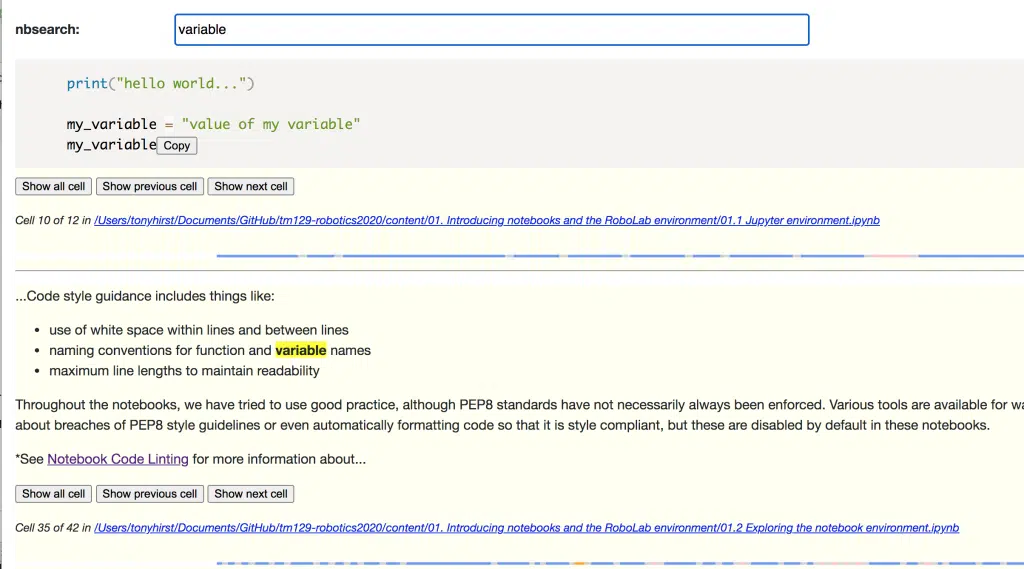 nbsearch: variable
print("hello world...")
my_variable = "value of my variable"
my_variable Copy
Show all cell Show previous cell Show next cell
Cell 10 of 12 in /Users/tonyhirst/Documents/GitHub/tm129-robotics2020/content/01. Introducing notebooks and the RoboLab environment/01.1 Jupyter environment.ipynb
...Code style guidance includes things like:
• use of white space within lines and between lines
• naming conventions for function and variable names
• maximum line lengths to maintain readability
Throughout the notebooks, we have tried to use good practice, although PEP8 standards have not necessarily always been enforced. Various tools are available for
about breaches of PEP8 style guidelines or even automatically formatting code so that it is style compliant, but these are disabled by default in these notebooks.
*See Notebook Code Linting for more information about...
Show all cell Show previous cell Show next cell
Cell 35 of 42 in /Users/tonyhirst/Documents/GitHub/tm129-robotics2020/content/01. Introducing notebooks and the RoboLab environment/01.2 Exploring the notebook environment.ipynb